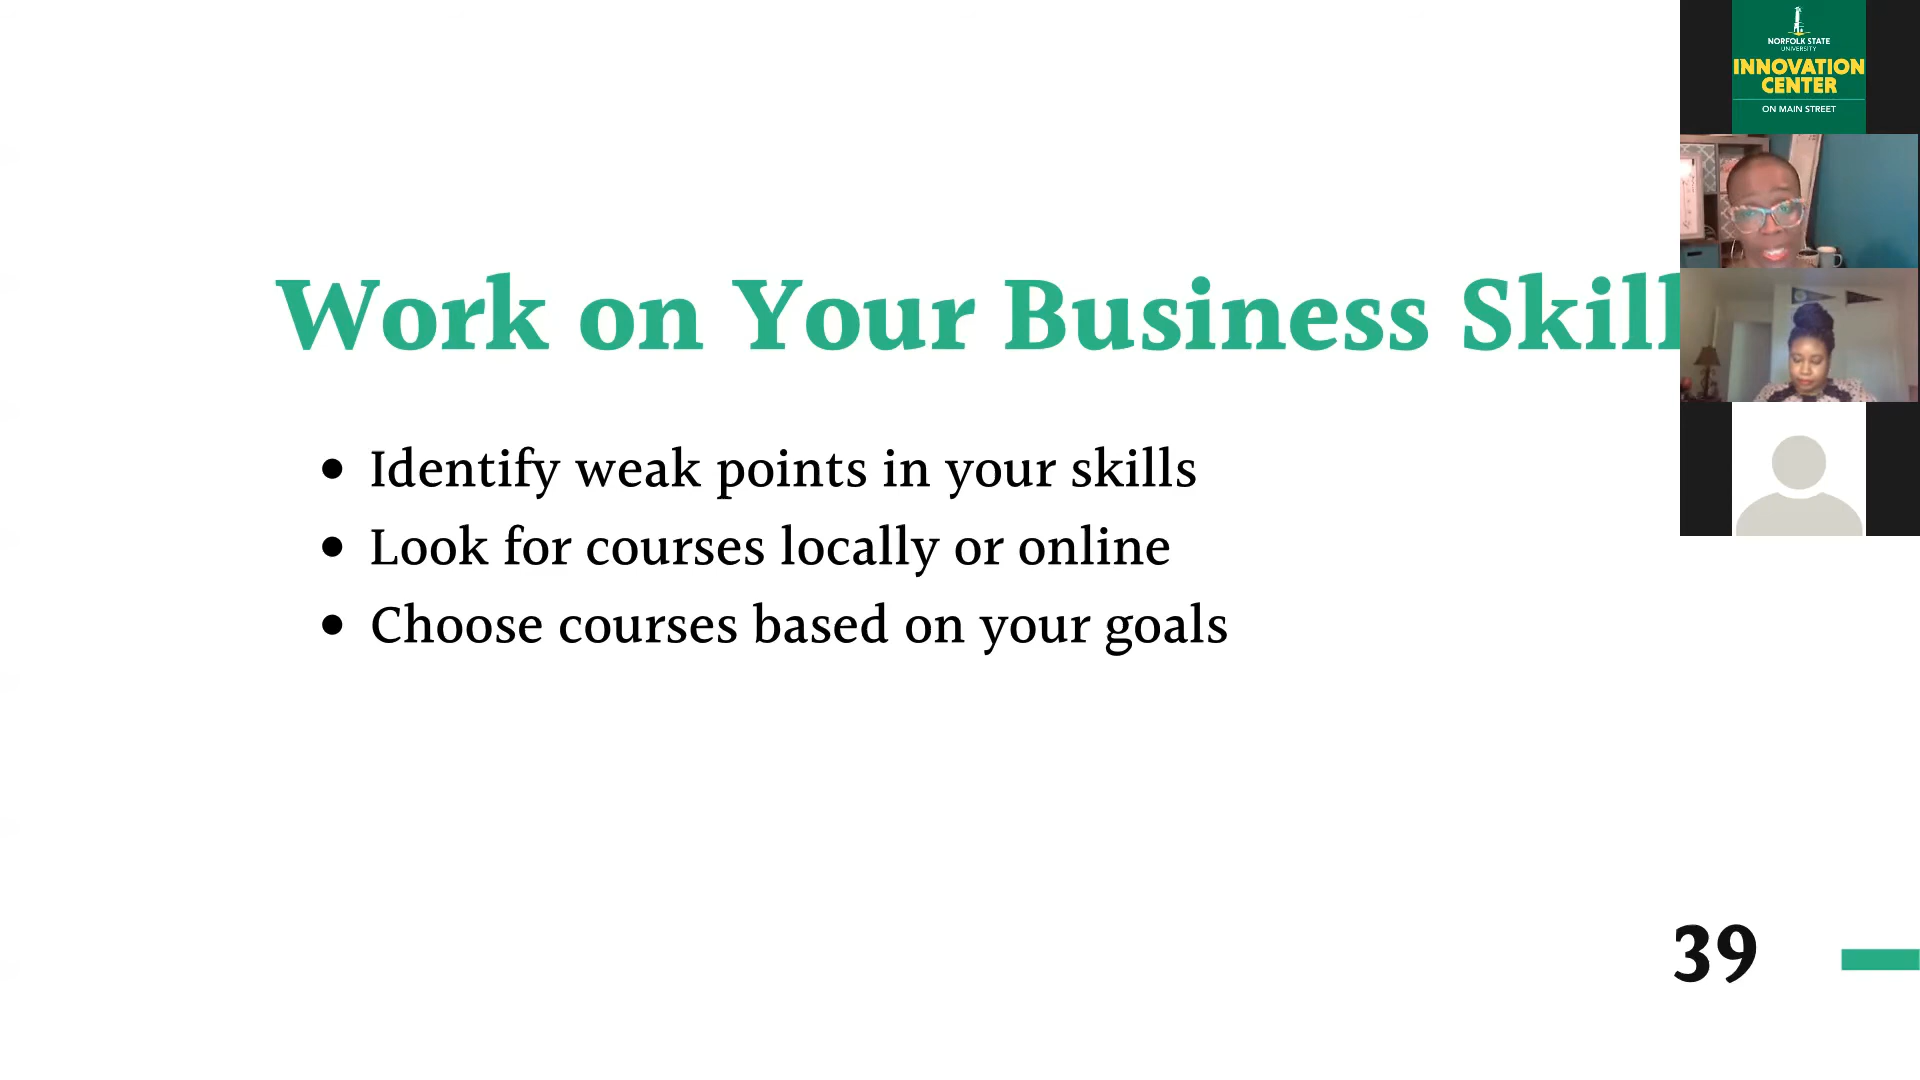 Work on Your Business Skill
Identify weak points in your skills
Look for courses locally or online
Choose courses based on your goals
39
NORFOLK STATE
UNIVERSITY
INNOVATION
CENTER
ON MAIN STREET